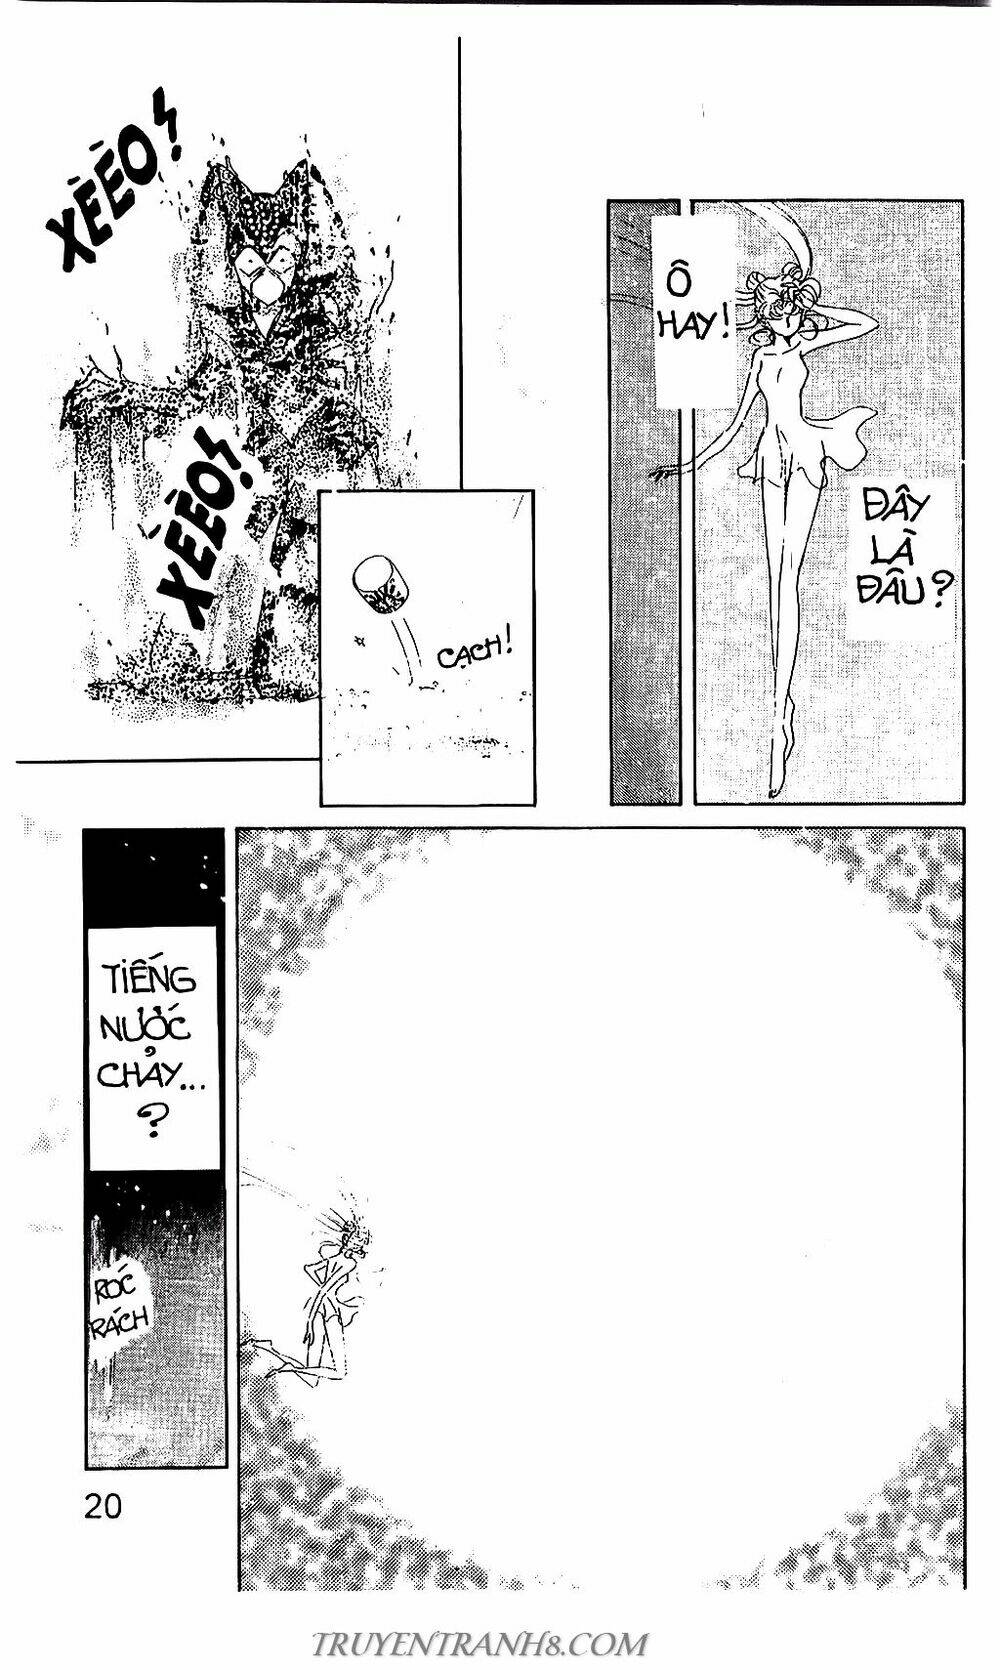 XÈÈO!
XÈÈO!
CẠCH!
Ô
HAY!
ĐÂY
LÀ
ĐÂU?
TIẾNG
NƯỚC
CHẢY...
?
RÓC
RÁCH
20
TRUYENTRANH8.COM